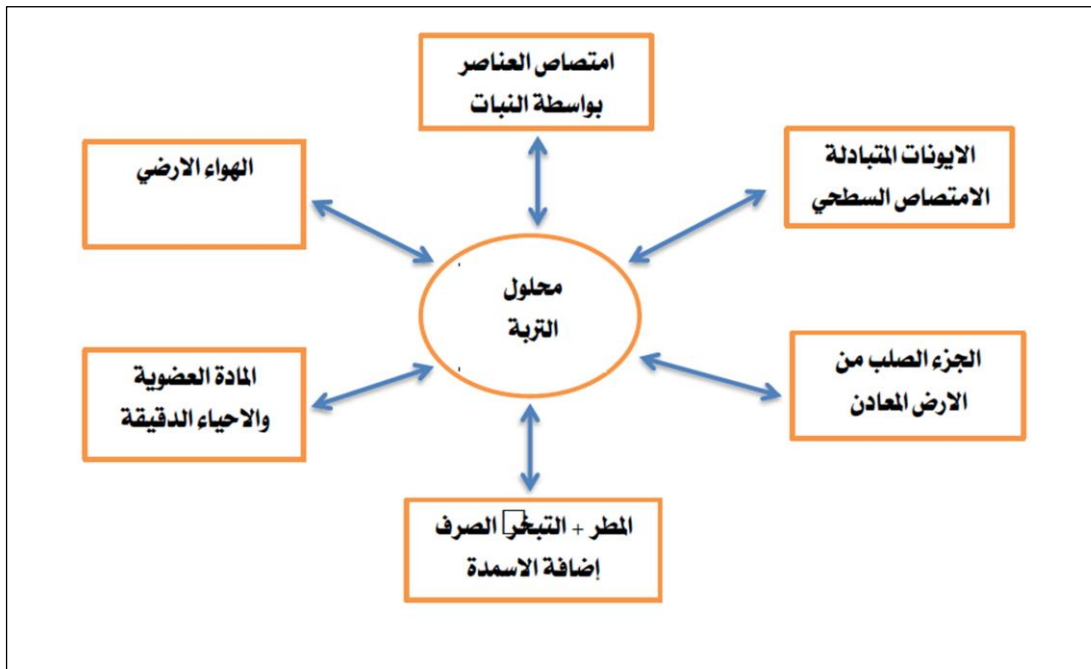 امتصاص العناصر
بواسطة النبات
الايونات المتبادلة
الامتصاص السطحي
الهواء الارضي
محلول
التربة
الجزء الصلب من
الارض المعادن
المادة العضوية
والاحياء الدقيقة
المطر + التبخر الصرف
إضافة الاسمدة